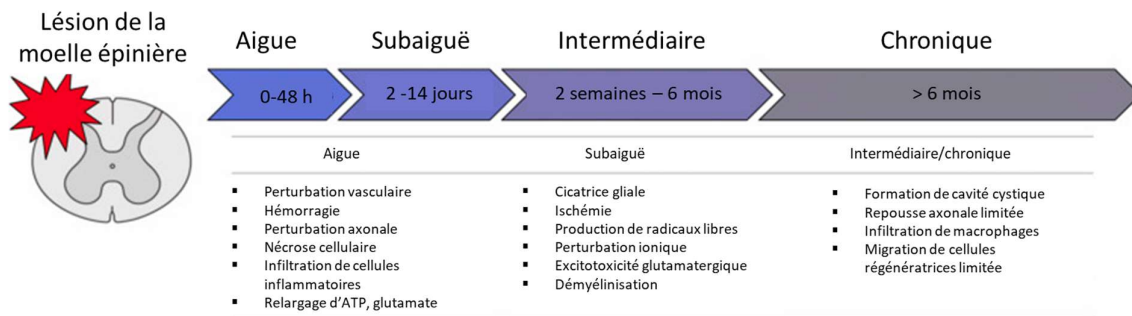 Lésion de la
moelle épinière
Aigue
Subaiguë
Intermédiaire
Chronique
0-48 h
2 -14 jours
2 semaines – 6 mois
> 6 mois
Aigue
Subaiguë
Intermédiaire/chronique
▪ Perturbation vasculaire
▪ Hémorragie
▪ Perturbation axonale
▪ Nécrose cellulaire
▪ Infiltration de cellules
inflammatoires
▪ Relargage d’ATP, glutamate
▪ Cicatrice gliale
▪ Ischémie
▪ Production de radicaux libres
▪ Perturbation ionique
▪ Excitotoxicité glutamatergique
▪ Démyélinisation
▪ Formation de cavité cystique
▪ Repousse axonale limitée
▪ Infiltration de macrophages
▪ Migration de cellules
régénératrices limitée